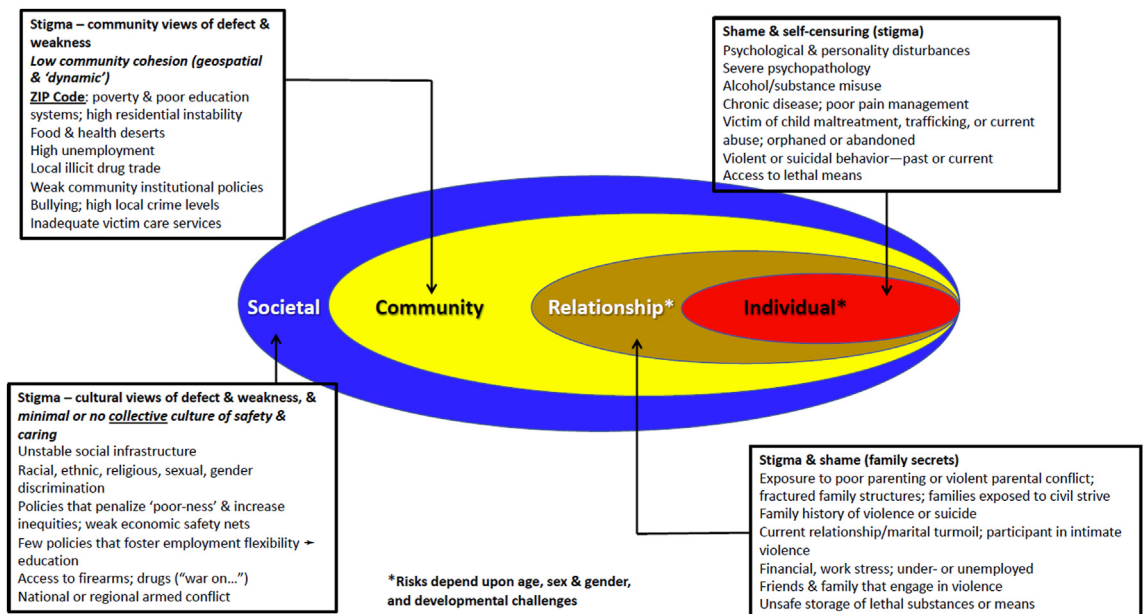 Stigma – community views of defect &
weakness
Low community cohesion (geospatial
& ‘dynamic’)
ZIP Code: poverty & poor education
systems; high residential instability
Food & health deserts
High unemployment
Local illicit drug trade
Weak community institutional policies
Bullying; high local crime levels
Inadequate victim care services
Shame & self-censuring (stigma)
Psychological & personality disturbances
Severe psychopathology
Alcohol/substance misuse
Chronic disease; poor pain management
Victim of child maltreatment, trafficking, or current
abuse; orphaned or abandoned
Violent or suicidal behavior—past or current
Access to lethal means
Societal
Community
Relationship*
Individual*
Stigma – cultural views of defect & weakness, &
minimal or no collective culture of safety &
caring
Unstable social infrastructure
Racial, ethnic, religious, sexual, gender
discrimination
Policies that penalize ‘poor-ness’ & increase
inequities; weak economic safety nets
Few policies that foster employment flexibility ➛
education
Access to firearms; drugs (“war on…”)
National or regional armed conflict
*Risks depend upon age, sex & gender,
and developmental challenges
Stigma & shame (family secrets)
Exposure to poor parenting or violent parental conflict;
fractured family structures; families exposed to civil strive
Family history of violence or suicide
Current relationship/marital turmoil; participant in intimate
violence
Financial, work stress; under- or unemployed
Friends & family that engage in violence
Unsafe storage of lethal substances or means